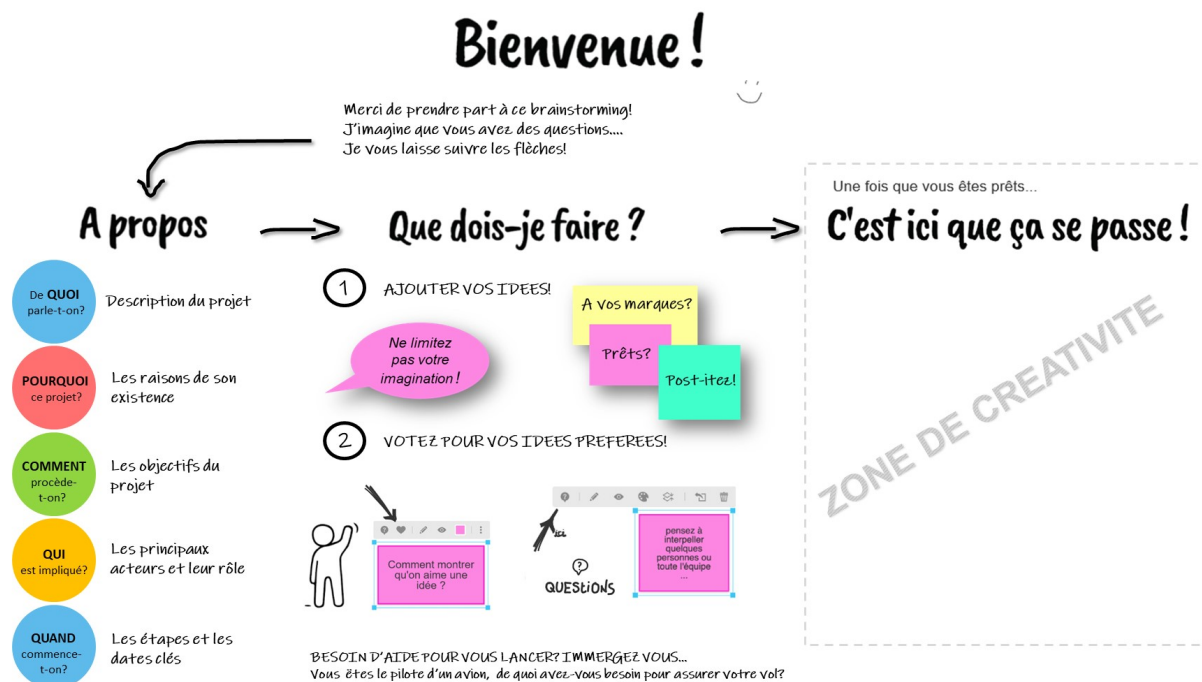 Bienvenue !
Merci de prendre part à ce brainstorming!
J'imagine que vous avez des questions....
Je vous laisse suivre les flèches!
A propos
De QUOI
parle-t-on?
Description du projet
POURQUOI
ce projet?
Les raisons de son
existence
COMMENT
procède-
t-on?
Les objectifs du
projet
QUI
est impliqué?
Les principaux
acteurs et leur rôle
QUAND
commence-
t-on?
Les étapes et les
dates clés
Que dois-je faire ?
1
AJOUTER VOS IDEES!
Ne limitez
pas votre
imagination !
A vos marques?
Prêts?
Post-itez!
2
VOTEZ POUR VOS IDEES PREFEREES!
Comment montrer
qu'on aime une
idée ?
ici
?
QUESTIONS
pensez à
interpeller
quelques
personnes ou
toute l'équipe
...
BESOIN D'AIDE POUR VOUS LANCER? IMMERGEZ VOUS...
Vous êtes le pilote d'un avion, de quoi avez-vous besoin pour assurer votre vol?
Une fois que vous êtes prêts...
C'est ici que ça se passe !
ZONE DE CREATIVITE